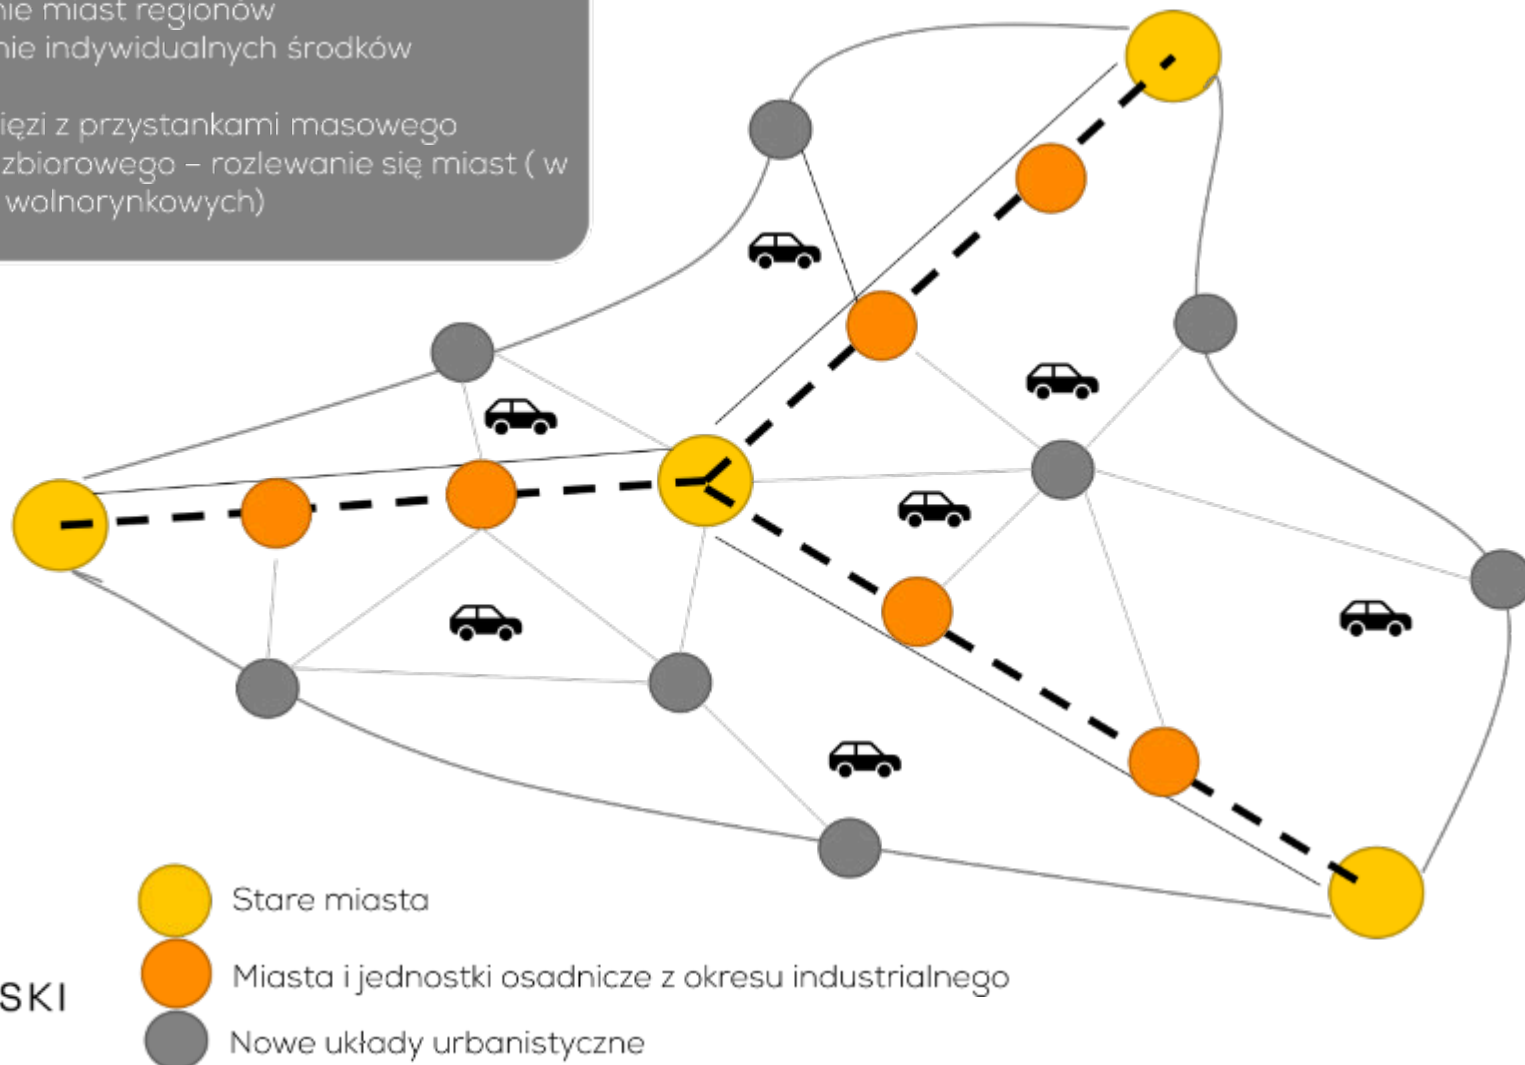 nie miast regionów
nie indywidualnych środków
ięzi z przystankami masowego
zbiorowego – rozlewanie się miast ( w
wolnorynkowych)
Stare miasta
Miasta i jednostki osadnicze z okresu industrialnego
SKI
Nowe układy urbanistyczne